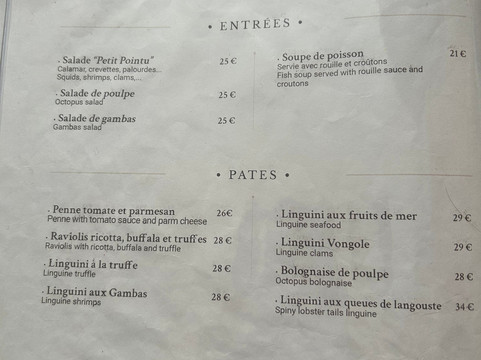 • ENTRÉES •
. Salade "Petit Pointu" 25 €
Calamar, crevettes, palourdes...
Squids, shrimps, clams,...
. Salade de poulpe 25 €
Octopus salad
. Salade de gambas 25 €
Gambas salad
. Soupe de poisson 21 €
Servie avec rouille et croûtons
Fish soup served with rouille sauce and
croutons
• PATES •
. Penne tomate et parmesan 26€
Penne with tomato sauce and parm cheese
. Raviolis ricotta, buffala et truffes 28 €
Raviolis with ricotta, buffala and truffle
. Linguini à la truffe 28 €
Linguine truffle
. Linguini aux Gambas 28 €
Linguine shrimps
. Linguini aux fruits de mer 29 €
Linguine seafood
. Linguini Vongole 29 €
Linguine clams
. Bolognaise de poulpe 28 €
Octopus bolognaise
. Linguini aux queues de langouste 34 €
Spiny lobster tails linguine